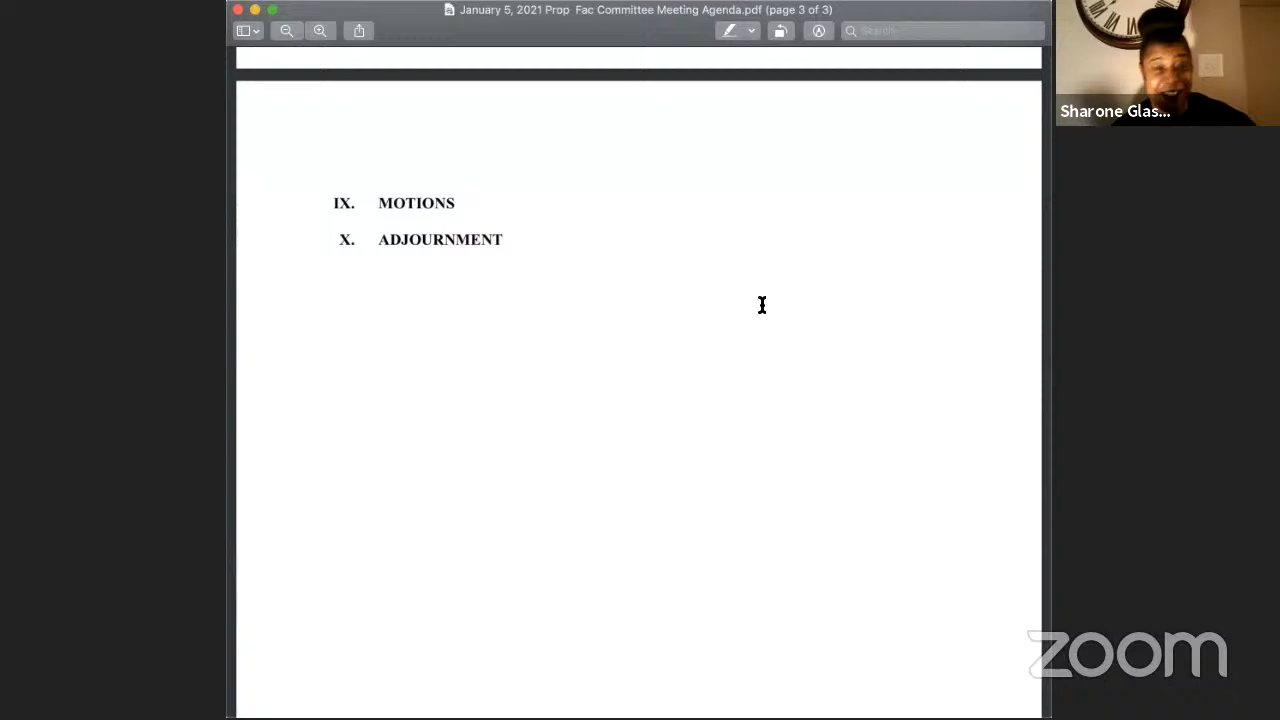 January 5, 2021 Prop Fac Committee Meeting Agenda.pdf (page 3 of 3)
Search
Sharone Glas...
IX. MOTIONS
X. ADJOURNMENT
zoom